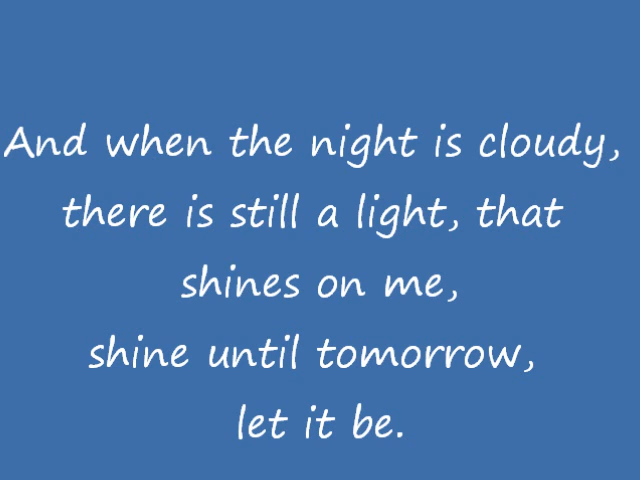 And when the night is cloudy,
there is still a light, that
shines on me,
shine until tomorrow,
let it be.